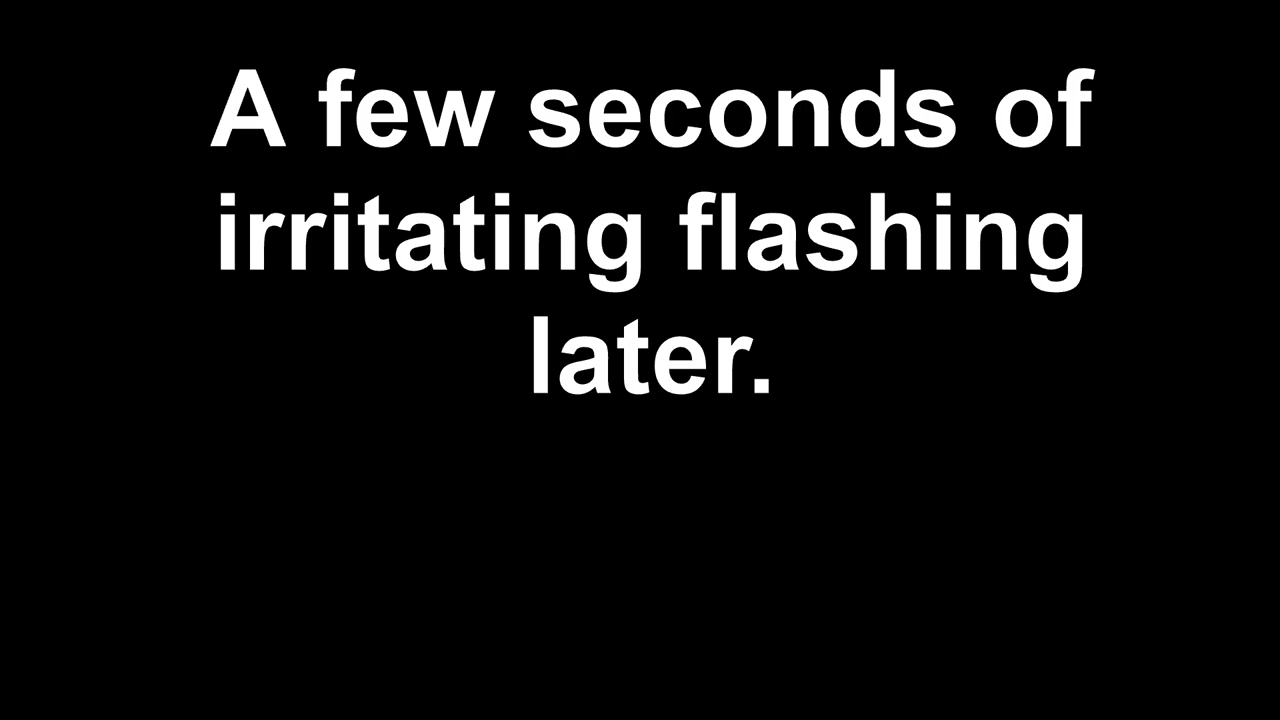 A few seconds of
irritating flashing
later.